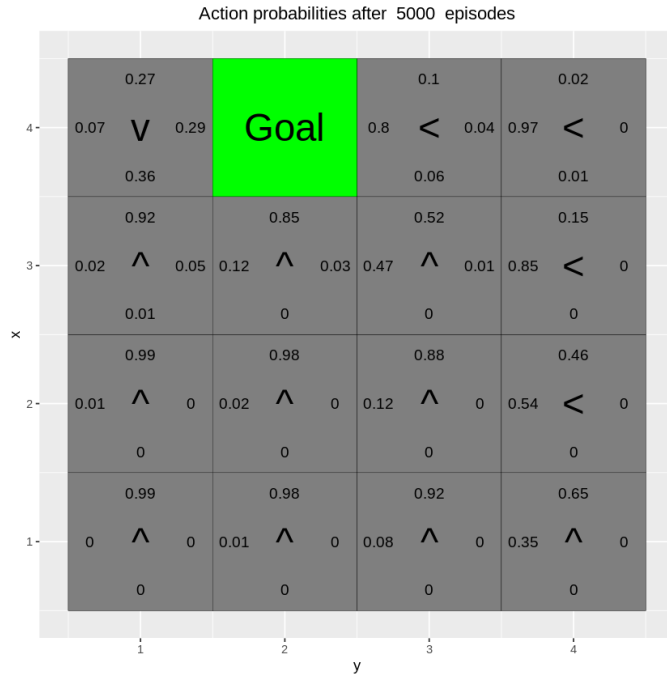 Action probabilities after 5000 episodes
0.27 0.1 0.02
4 0.07 v 0.29 Goal 0.8 < 0.04 0.97 < 0
0.36 0.06 0.01
0.92 0.85 0.52 0.15
3 0.02 ^ 0.05 0.12 ^ 0.03 0.47 ^ 0.01 0.85 < 0
0.01 0 0 0
0.99 0.98 0.88 0.46
x
2 0.01 ^ 0 0.02 ^ 0 0.12 ^ 0 0.54 < 0
0 0 0 0
0.99 0.98 0.92 0.65
1 0 ^ 0 0.01 ^ 0 0.08 ^ 0 0.35 ^ 0
0 0 0 0
1 2 3 4
y